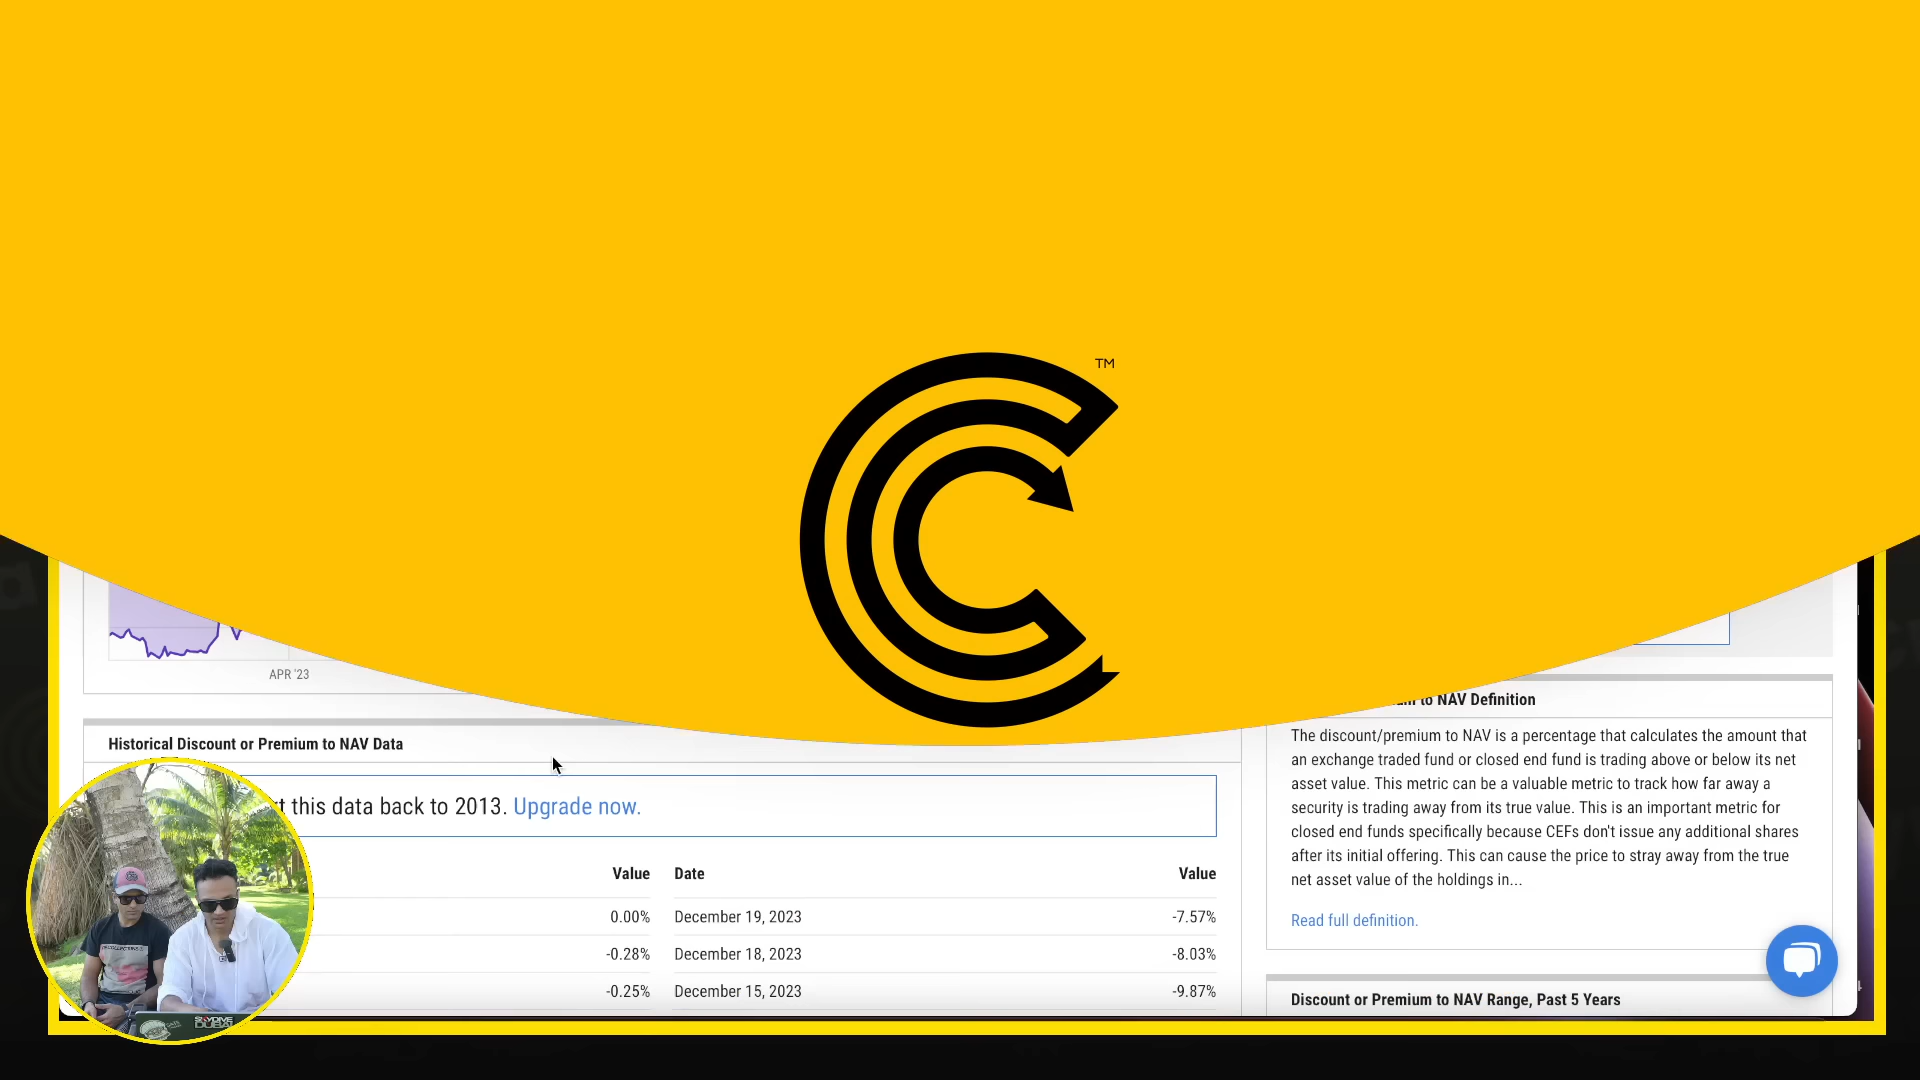 TM
APR '23
Historical Discount or Premium to NAV Data
this data back to 2013. Upgrade now.
Value Date Value
0.00% December 19, 2023 -7.57%
-0.28% December 18, 2023 -8.03%
-0.25% December 15, 2023 -9.87%
to NAV Definition
The discount/premium to NAV is a percentage that calculates the amount that
an exchange traded fund or closed end fund is trading above or below its net
asset value. This metric can be a valuable metric to track how far away a
security is trading away from its true value. This is an important metric for
closed end funds specifically because CEFs don't issue any additional shares
after its initial offering. This can cause the price to stray away from the true
net asset value of the holdings in...
Read full definition.
Discount or Premium to NAV Range, Past 5 Years
SKYDIVE
DUBAI